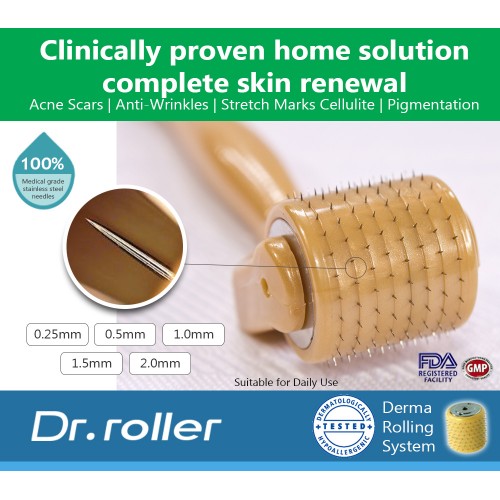 Clinically proven home solution
complete skin renewal
Acne Scars | Anti-Wrinkles | Stretch Marks Cellulite | Pigmentation
100%
Medical grade
stainless steel
needles
0.25mm 0.5mm 1.0mm
1.5mm 2.0mm
FDA
REGISTERED
FACILITY
GMP
Suitable for Daily Use
Dr.roller
DERMATOLOGICALLY
TESTED
HYPOALLERGENIC
Derma
Rolling
System